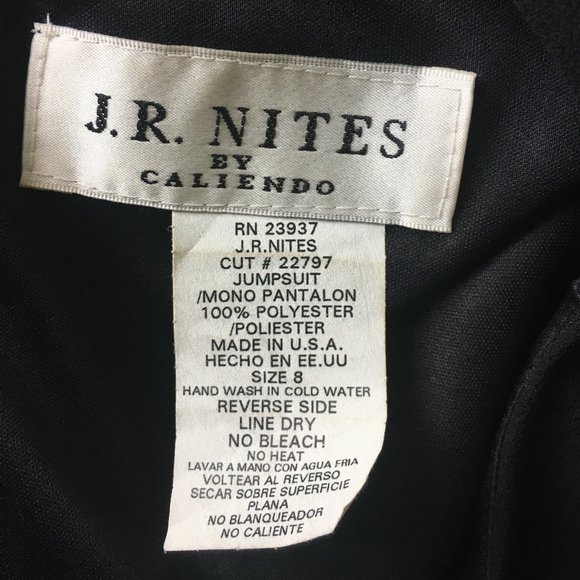 J.R. NITES
BY
CALIENDO
RN 23937
J.R.NITES
CUT # 22797
JUMPSUIT
/MONO PANTALON
100% POLYESTER
/POLIESTER
MADE IN U.S.A.
HECHO EN EE.UU
SIZE 8
HAND WASH IN COLD WATER
REVERSE SIDE
LINE DRY
NO BLEACH
NO HEAT
LAVAR A MANO CON AGUA FRIA
VOLTEAR AL REVERSO
SECAR SOBRE SUPERFICIE
PLANA
NO BLANQUEADOR
NO CALIENTE